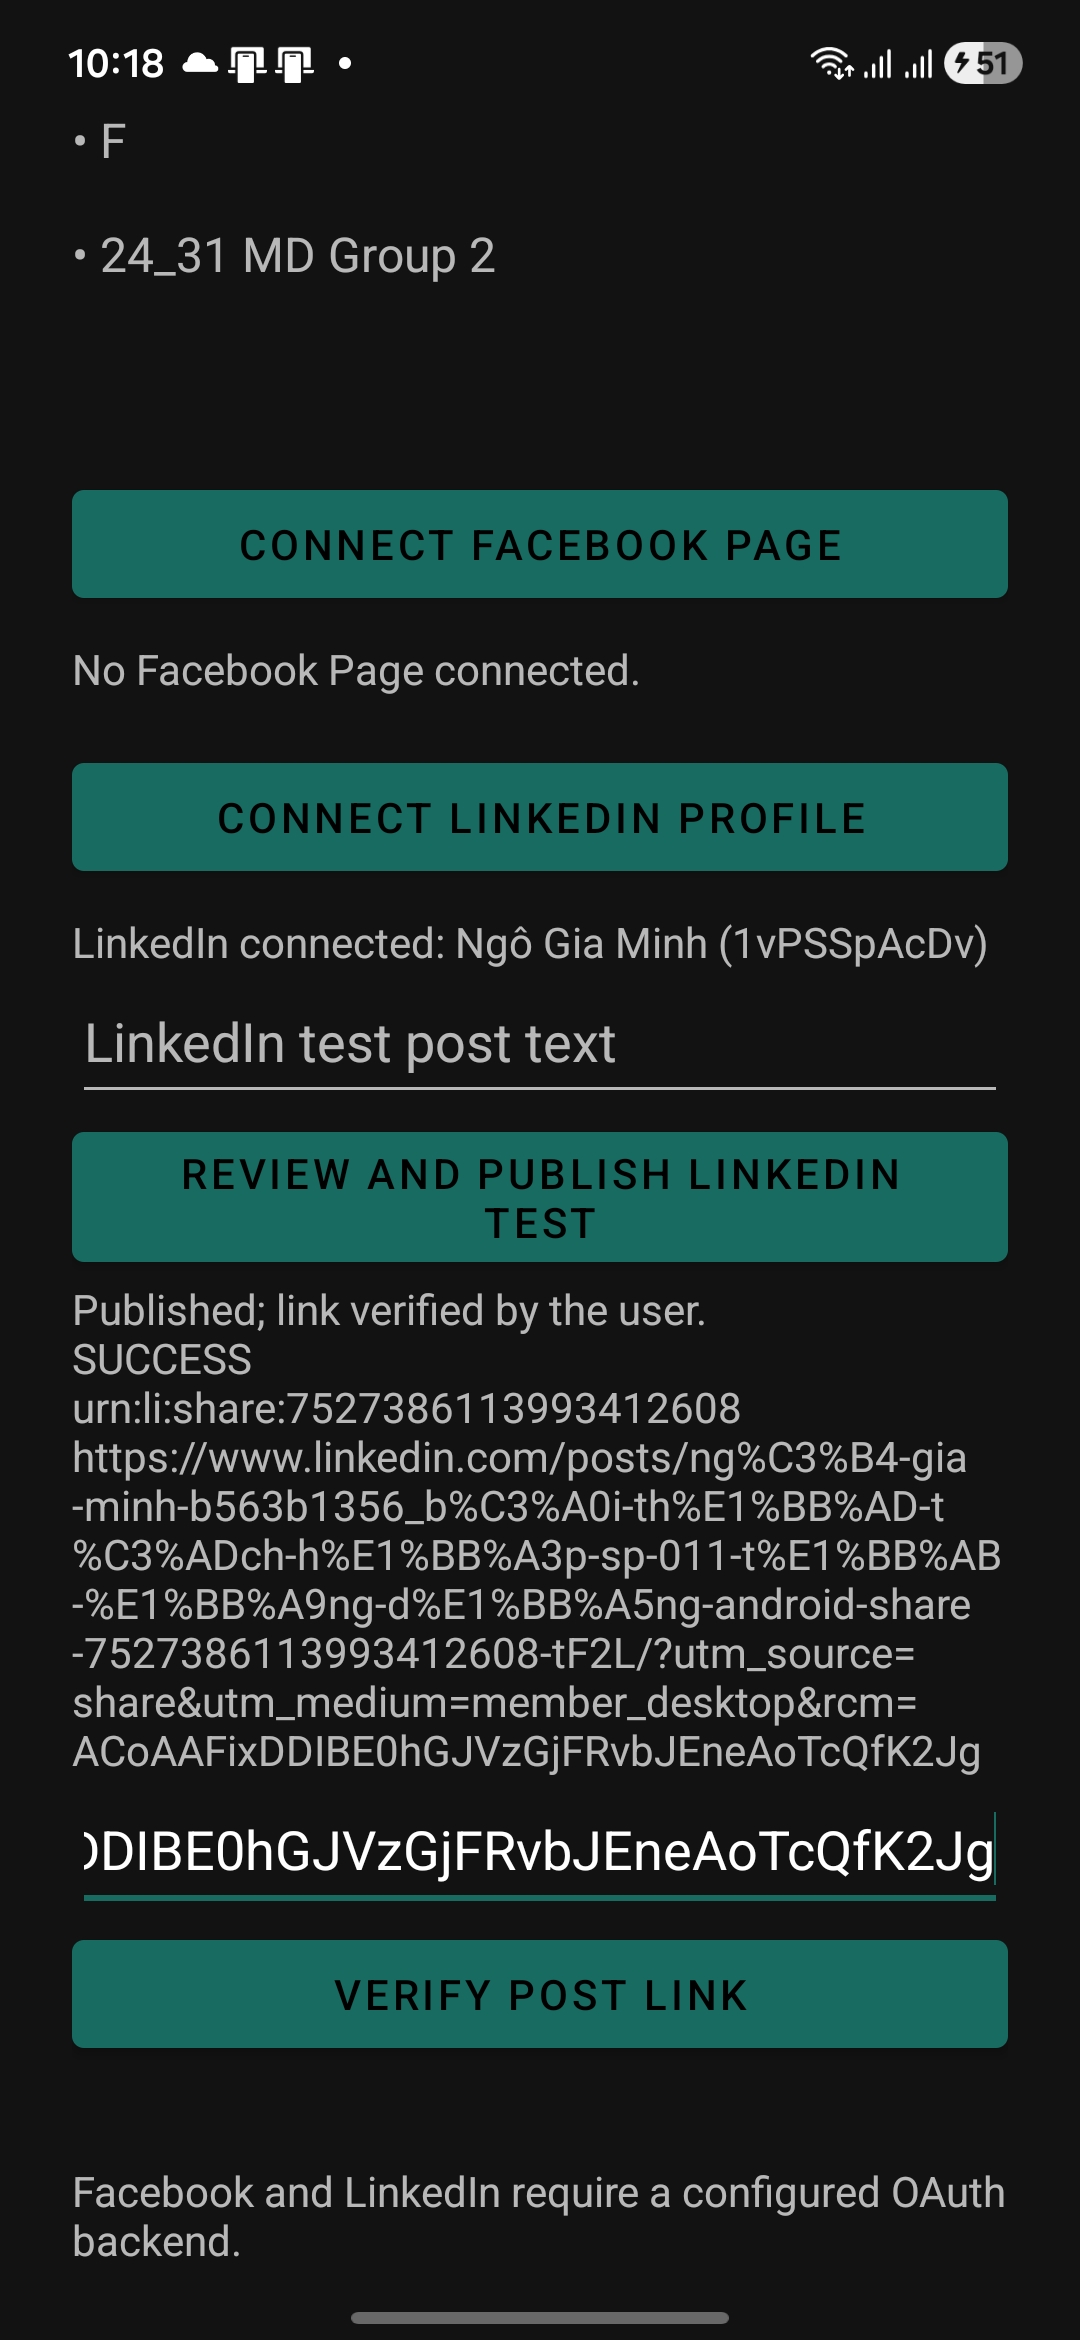 10:18
51
• F
• 24_31 MD Group 2
CONNECT FACEBOOK PAGE
No Facebook Page connected.
CONNECT LINKEDIN PROFILE
LinkedIn connected: Ngô Gia Minh (1vPSSpAcDv)
LinkedIn test post text
REVIEW AND PUBLISH LINKEDIN
TEST
Published; link verified by the user.
SUCCESS
urn:li:share:7527386113993412608
https://www.linkedin.com/posts/ng%C3%B4-gia
-minh-b563b1356_b%C3%A0i-th%E1%BB%AD-t
%C3%ADch-h%E1%BB%A3p-sp-011-t%E1%BB%AB
-%E1%BB%A9ng-d%E1%BB%A5ng-android-share
-7527386113993412608-tF2L/?utm_source=
share&utm_medium=member_desktop&rcm=
ACoAAFixDDIBE0hGJVzGjFRvbJEneAoTcQfK2Jg
DDIBE0hGJVzGjFRvbJEneAoTcQfK2Jg
VERIFY POST LINK
Facebook and LinkedIn require a configured OAuth
backend.